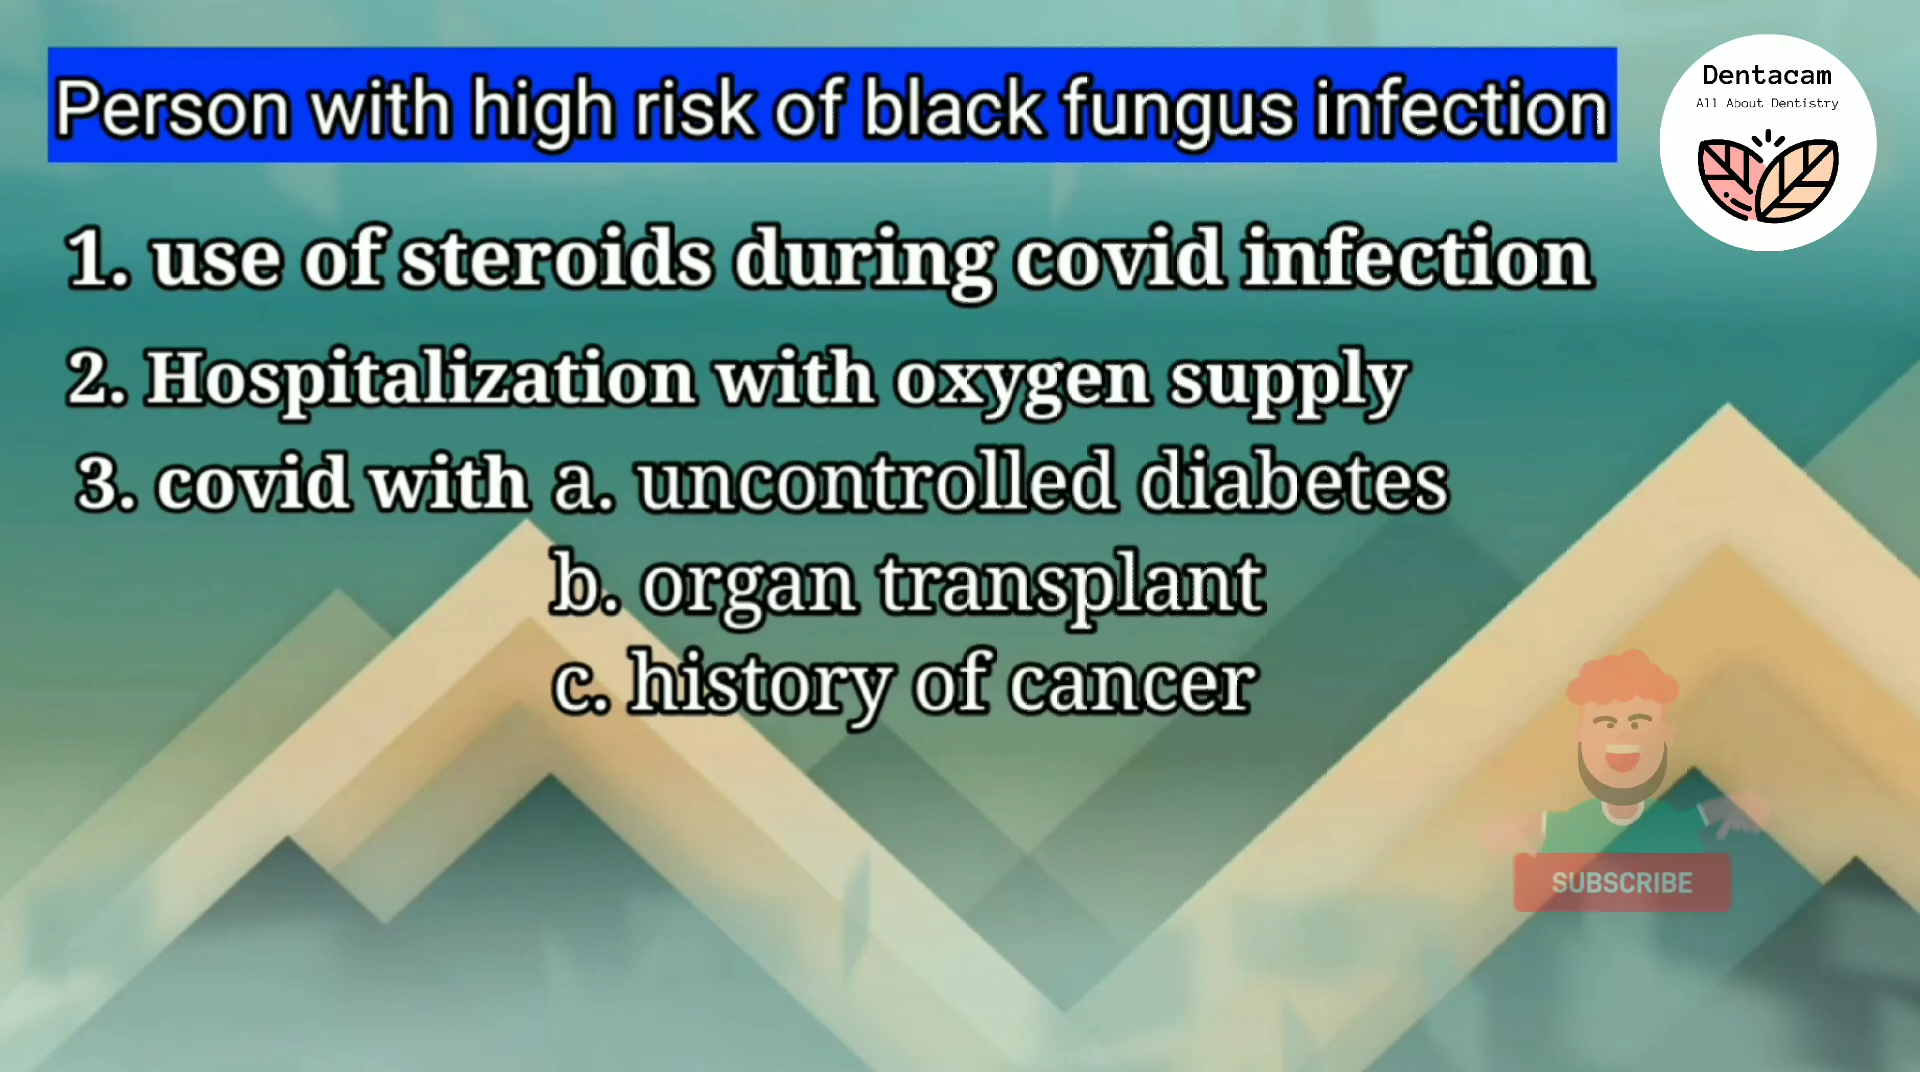 Person with high risk of black fungus infection
Dentacam
All About Dentistry
1. use of steroids during covid infection
2. Hospitalization with oxygen supply
3. covid with a. uncontrolled diabetes
b. organ transplant
c. history of cancer
SUBSCRIBE